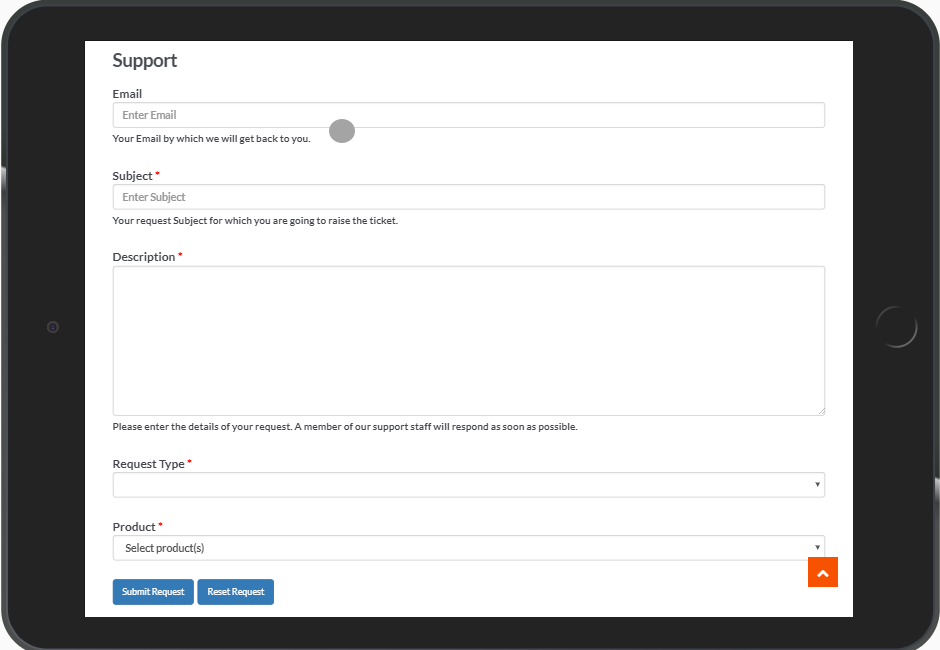 Support
Email
Enter Email
Your Email by which we will get back to you.
Subject *
Enter Subject
Your request Subject for which you are going to raise the ticket.
Description *
Please enter the details of your request. A member of our support staff will respond as soon as possible.
Request Type *
Product *
Select product(s)
Submit Request Reset Request